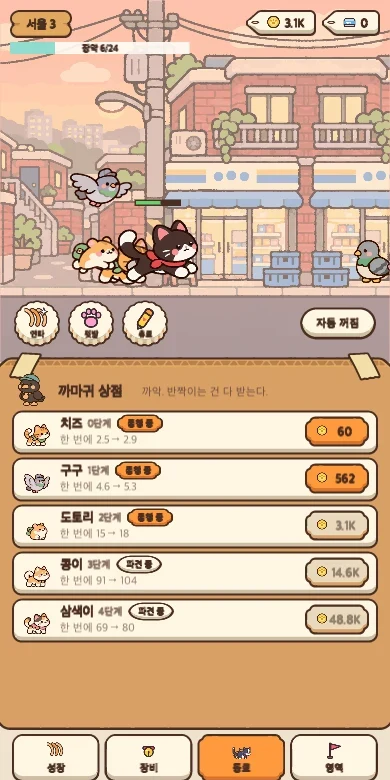 서울 3
3.1K
0
장악 6/24
연타
찜발
동료
자동 꺼짐
까마귀 상점 까악. 반짝이는 건 다 받는다.
치즈 0단계 동행 중
한 번에 2.5 → 2.9
60
구구 1단계 동행 중
한 번에 4.6 → 5.3
562
도토리 2단계 동행 중
한 번에 15 → 18
3.1K
콩이 3단계 파견 중
한 번에 91 → 104
14.6K
삼색이 4단계 파견 중
한 번에 69 → 80
48.8K
성장
장비
동료
영역